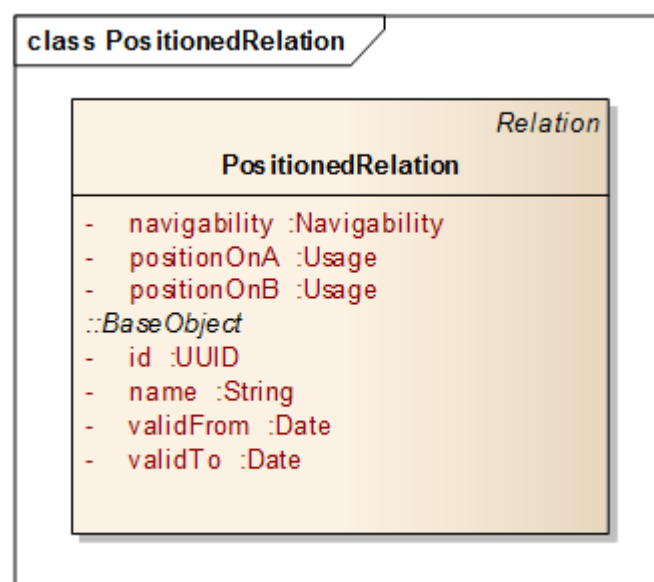 class PositionedRelation
Relation
PositionedRelation
- navigability :Navigability
- positionOnA :Usage
- positionOnB :Usage
::BaseObject
- id :UUID
- name :String
- validFrom :Date
- validTo :Date